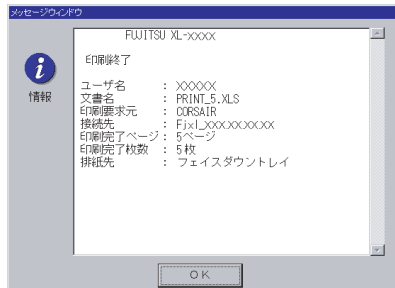 メッセージウィンドウ
FUJITSU XL-xxxx
印刷終了
情報
ユーザ名 : XXXXXX
文書名 : PRINT_5.XLS
印刷要求元 : CORSAIR
接続先 : Fjxl_XXX.XX.XX.XX
印刷完了ページ : 5ページ
印刷完了枚数 : 5枚
排紙先 : フェイスダウントレイ
OK